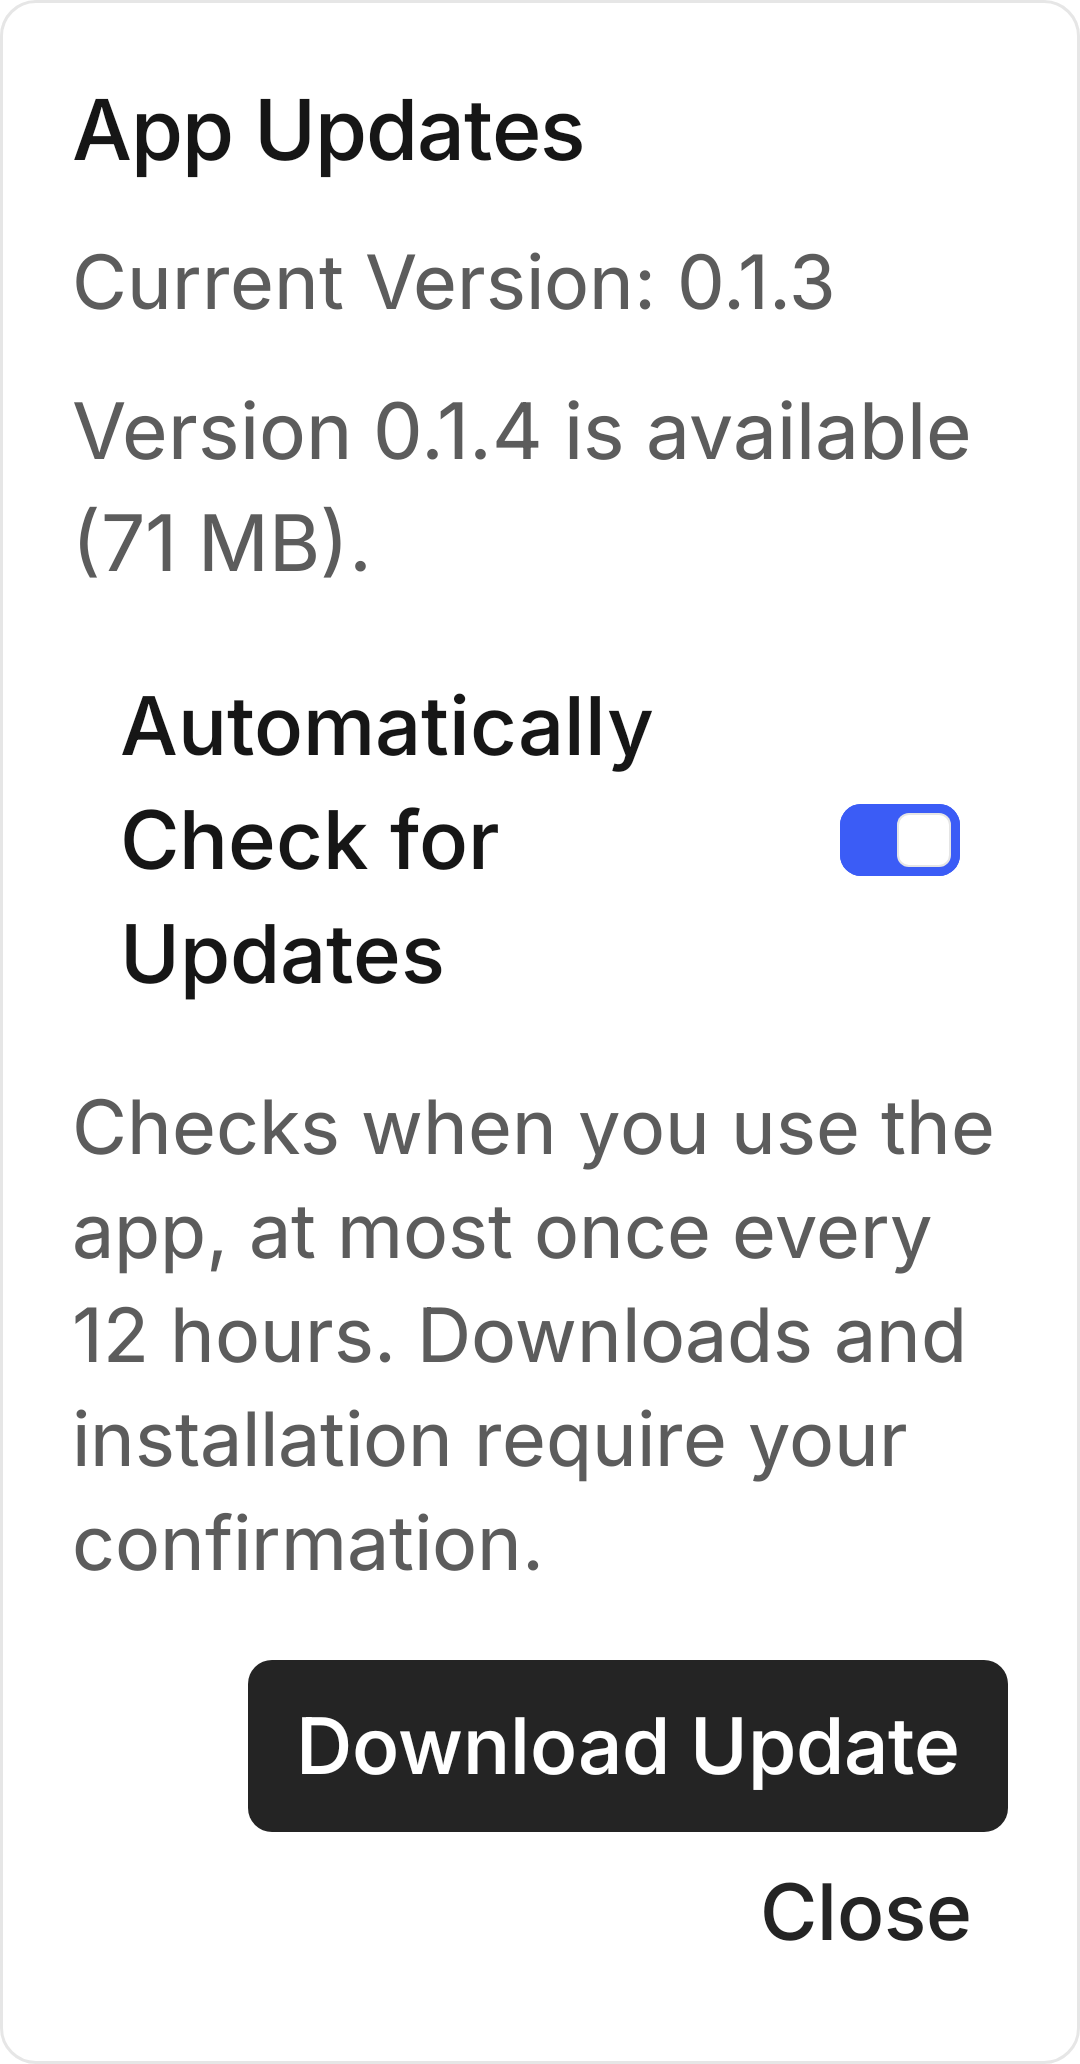 App Updates
Current Version: 0.1.3
Version 0.1.4 is available
(71 MB).
Automatically
Check for
Updates
Checks when you use the
app, at most once every
12 hours. Downloads and
installation require your
confirmation.
Download Update
Close